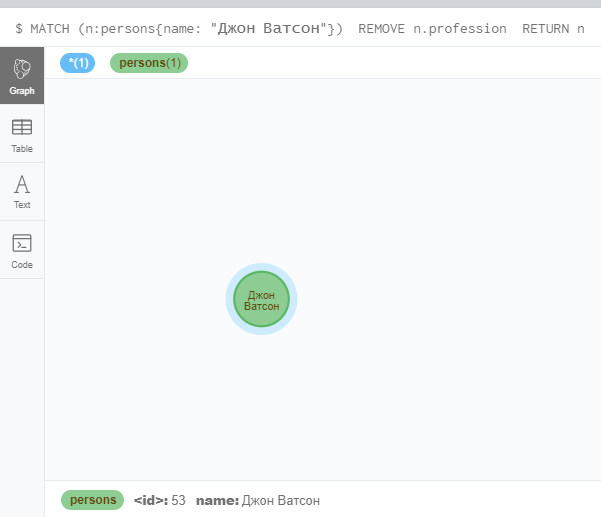 $ MATCH (n:persons{name: "Джон Ватсон"}) REMOVE n.profession RETURN n
*(1) persons(1)
Graph
Table
Text
Code
Джон
Ватсон
persons <id>: 53 name: Джон Ватсон